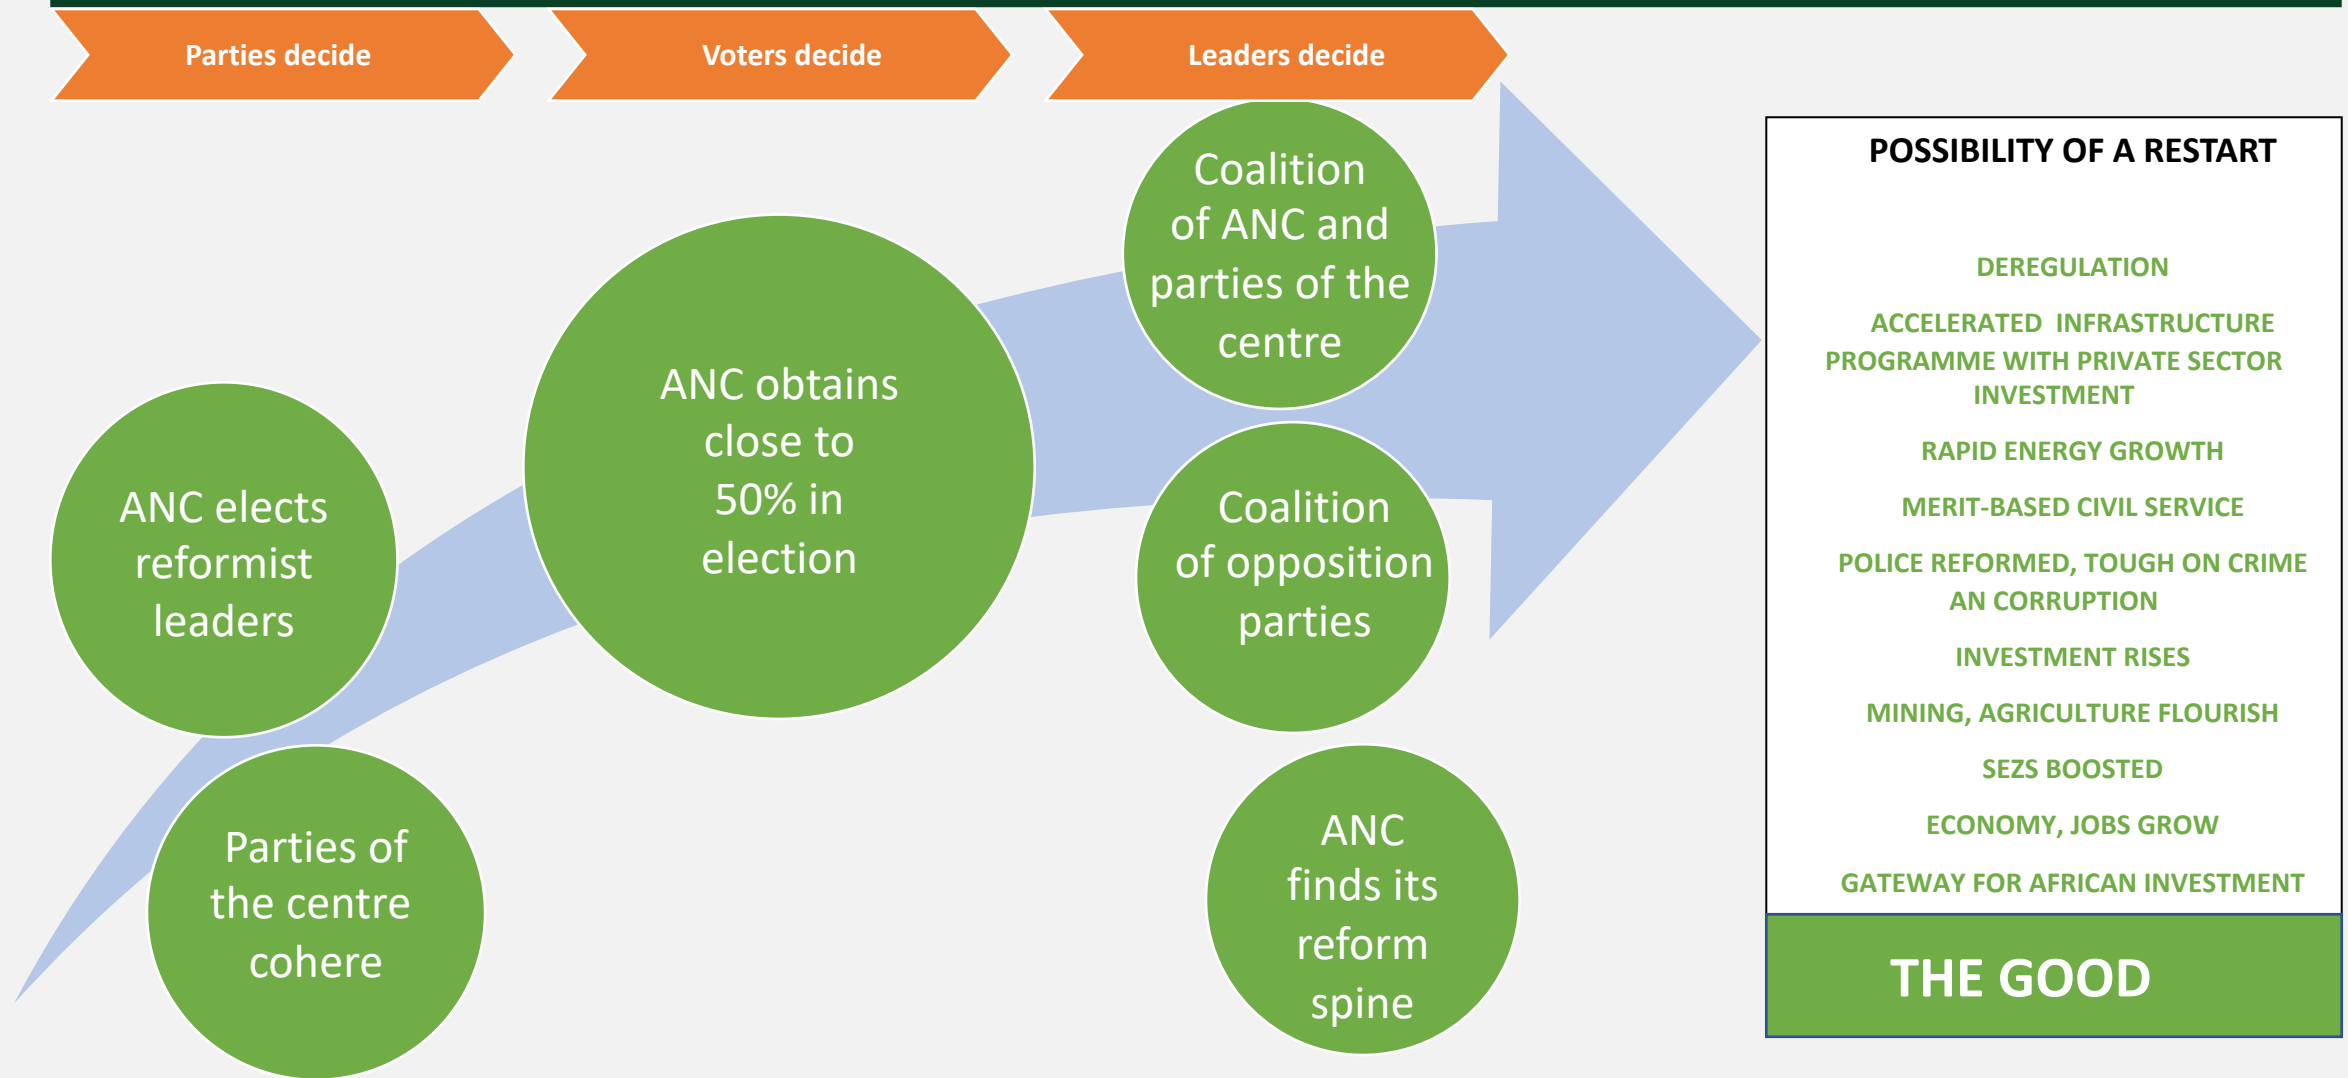 Parties decide
Voters decide
Leaders decide
ANC elects
reformist
leaders
Parties of
the centre
cohere
ANC obtains
close to
50% in
election
Coalition
of ANC and
parties of the
centre
Coalition
of opposition
parties
ANC
finds its
reform
spine
POSSIBILITY OF A RESTART
DEREGULATION
ACCELERATED INFRASTRUCTURE
PROGRAMME WITH PRIVATE SECTOR
INVESTMENT
RAPID ENERGY GROWTH
MERIT-BASED CIVIL SERVICE
POLICE REFORMED, TOUGH ON CRIME
AN CORRUPTION
INVESTMENT RISES
MINING, AGRICULTURE FLOURISH
SEZS BOOSTED
ECONOMY, JOBS GROW
GATEWAY FOR AFRICAN INVESTMENT
THE GOOD